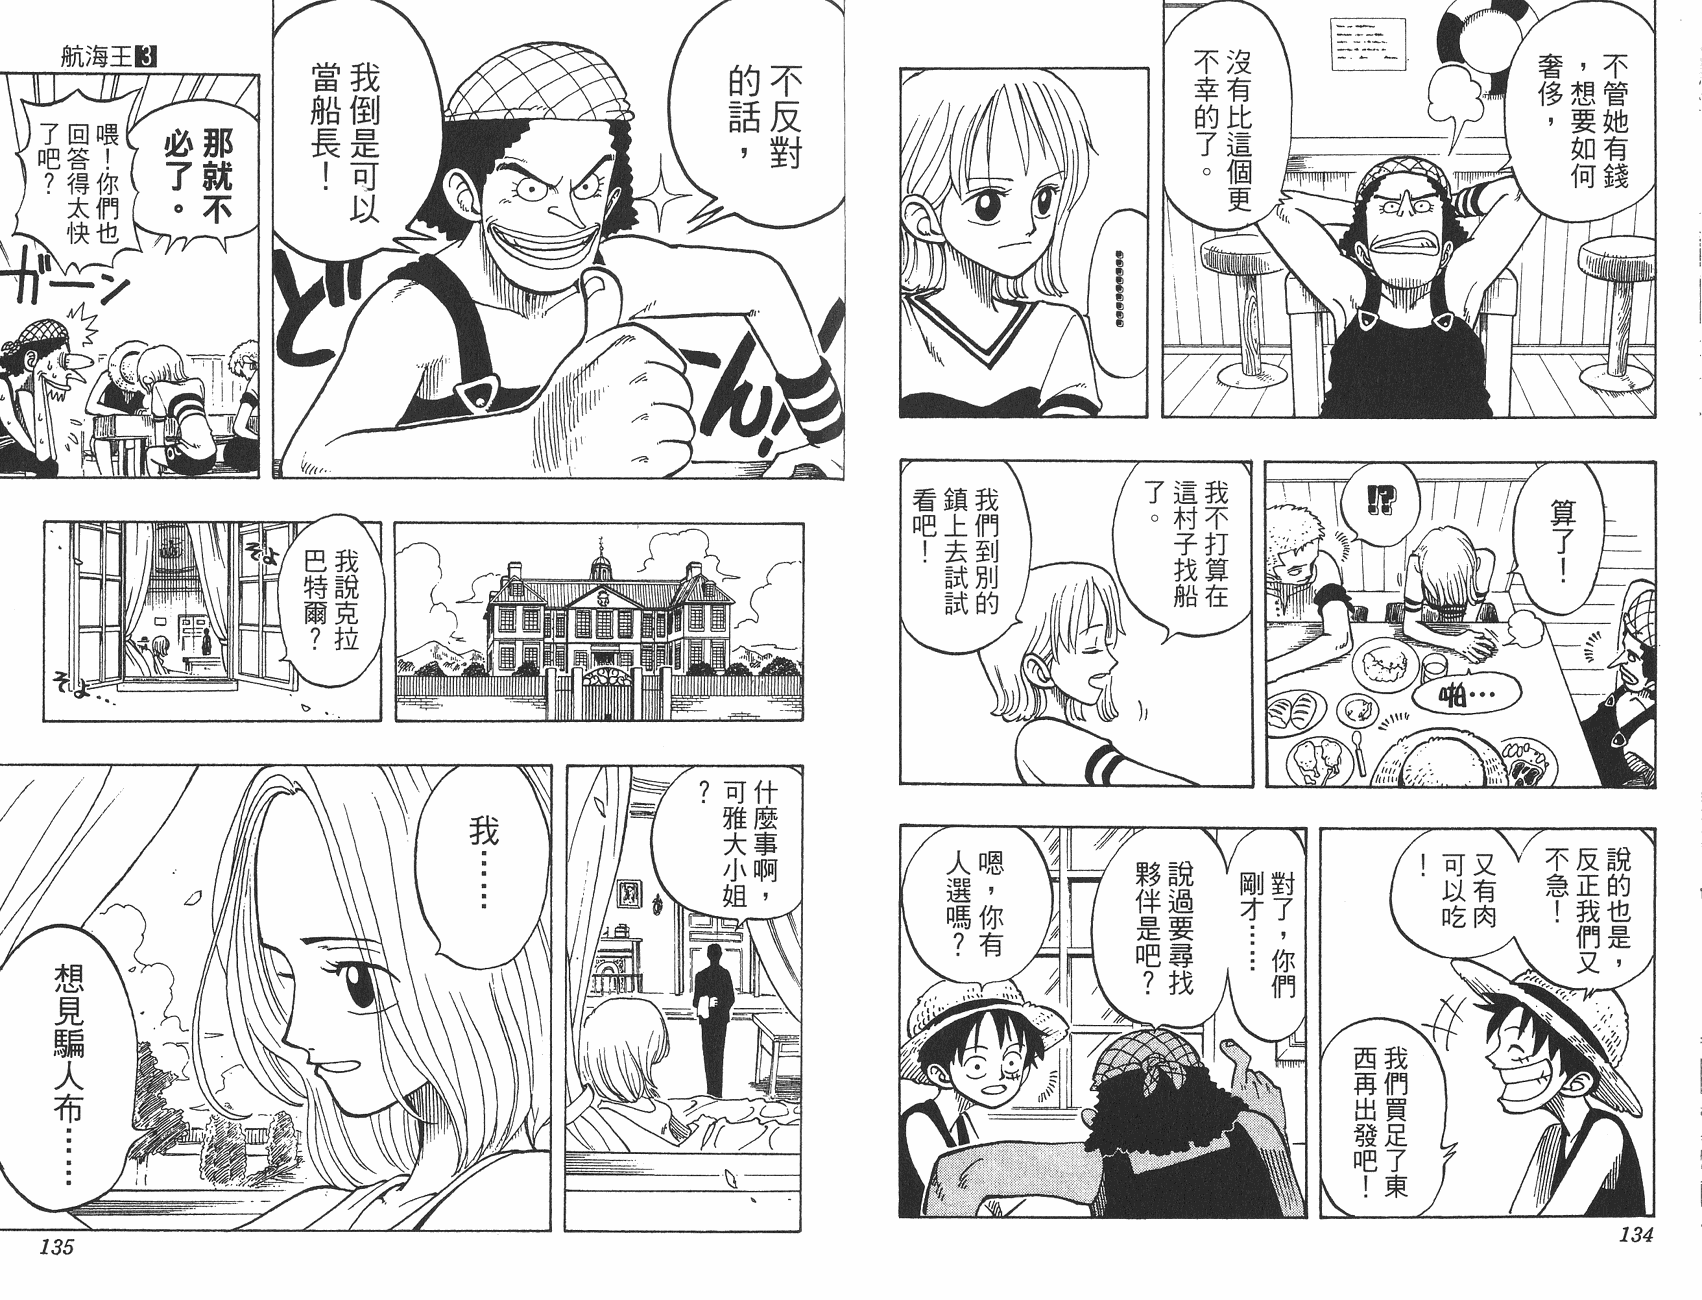 不管她有錢
，想要如何
奢侈，
沒有比這個更
不幸的了。
…………
算了！
!?
啪…
我不打算在
這村子找船
了。
我們到別的
鎮上去試試
看吧！
說的也是，
反正我們又
不急！
又有肉
可以吃
！
我們買足了東
西再出發吧！
對了，你們
剛才……
說過要尋找
夥伴是吧？
嗯，你有
人選嗎？
134
航海王3
不反對
的話，
我倒是可以
當船長！
どーん！
那就不
必了。
喂！你們也
回答得太快
了吧？
ガーン
我說克拉
巴特爾？
そよ
そよ…
什麼事啊，
可雅大小姐
？
我……
想見騙人布……
135